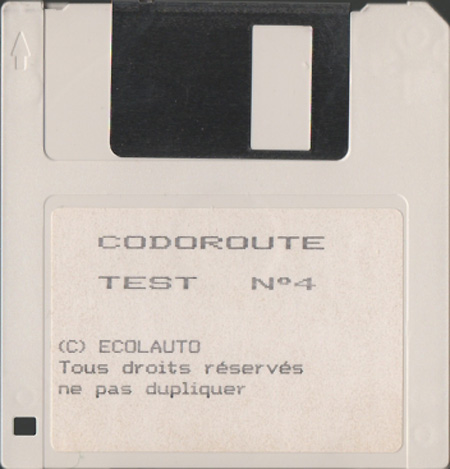 CODOROUTE
TEST N°4
(C) ECOLAUTO
Tous droits réservés
ne pas dupliquer